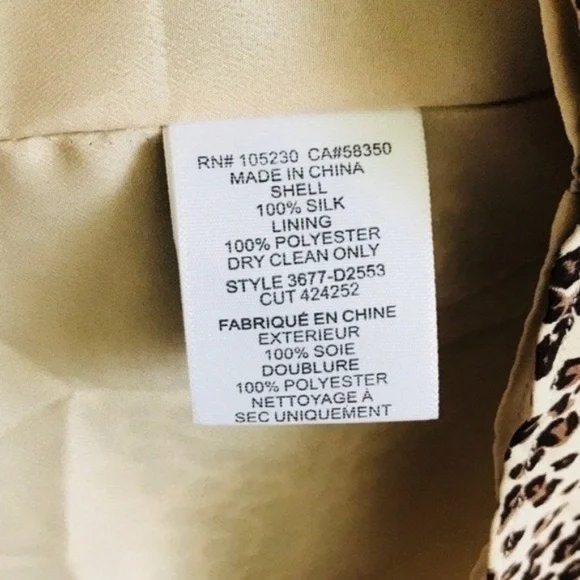 RN# 105230 CA#58350
MADE IN CHINA
SHELL
100% SILK
LINING
100% POLYESTER
DRY CLEAN ONLY
STYLE 3677-D2553
CUT 424252
FABRIQUÉ EN CHINE
EXTERIEUR
100% SOIE
DOUBLURE
100% POLYESTER
NETTOYAGE À
SEC UNIQUEMENT